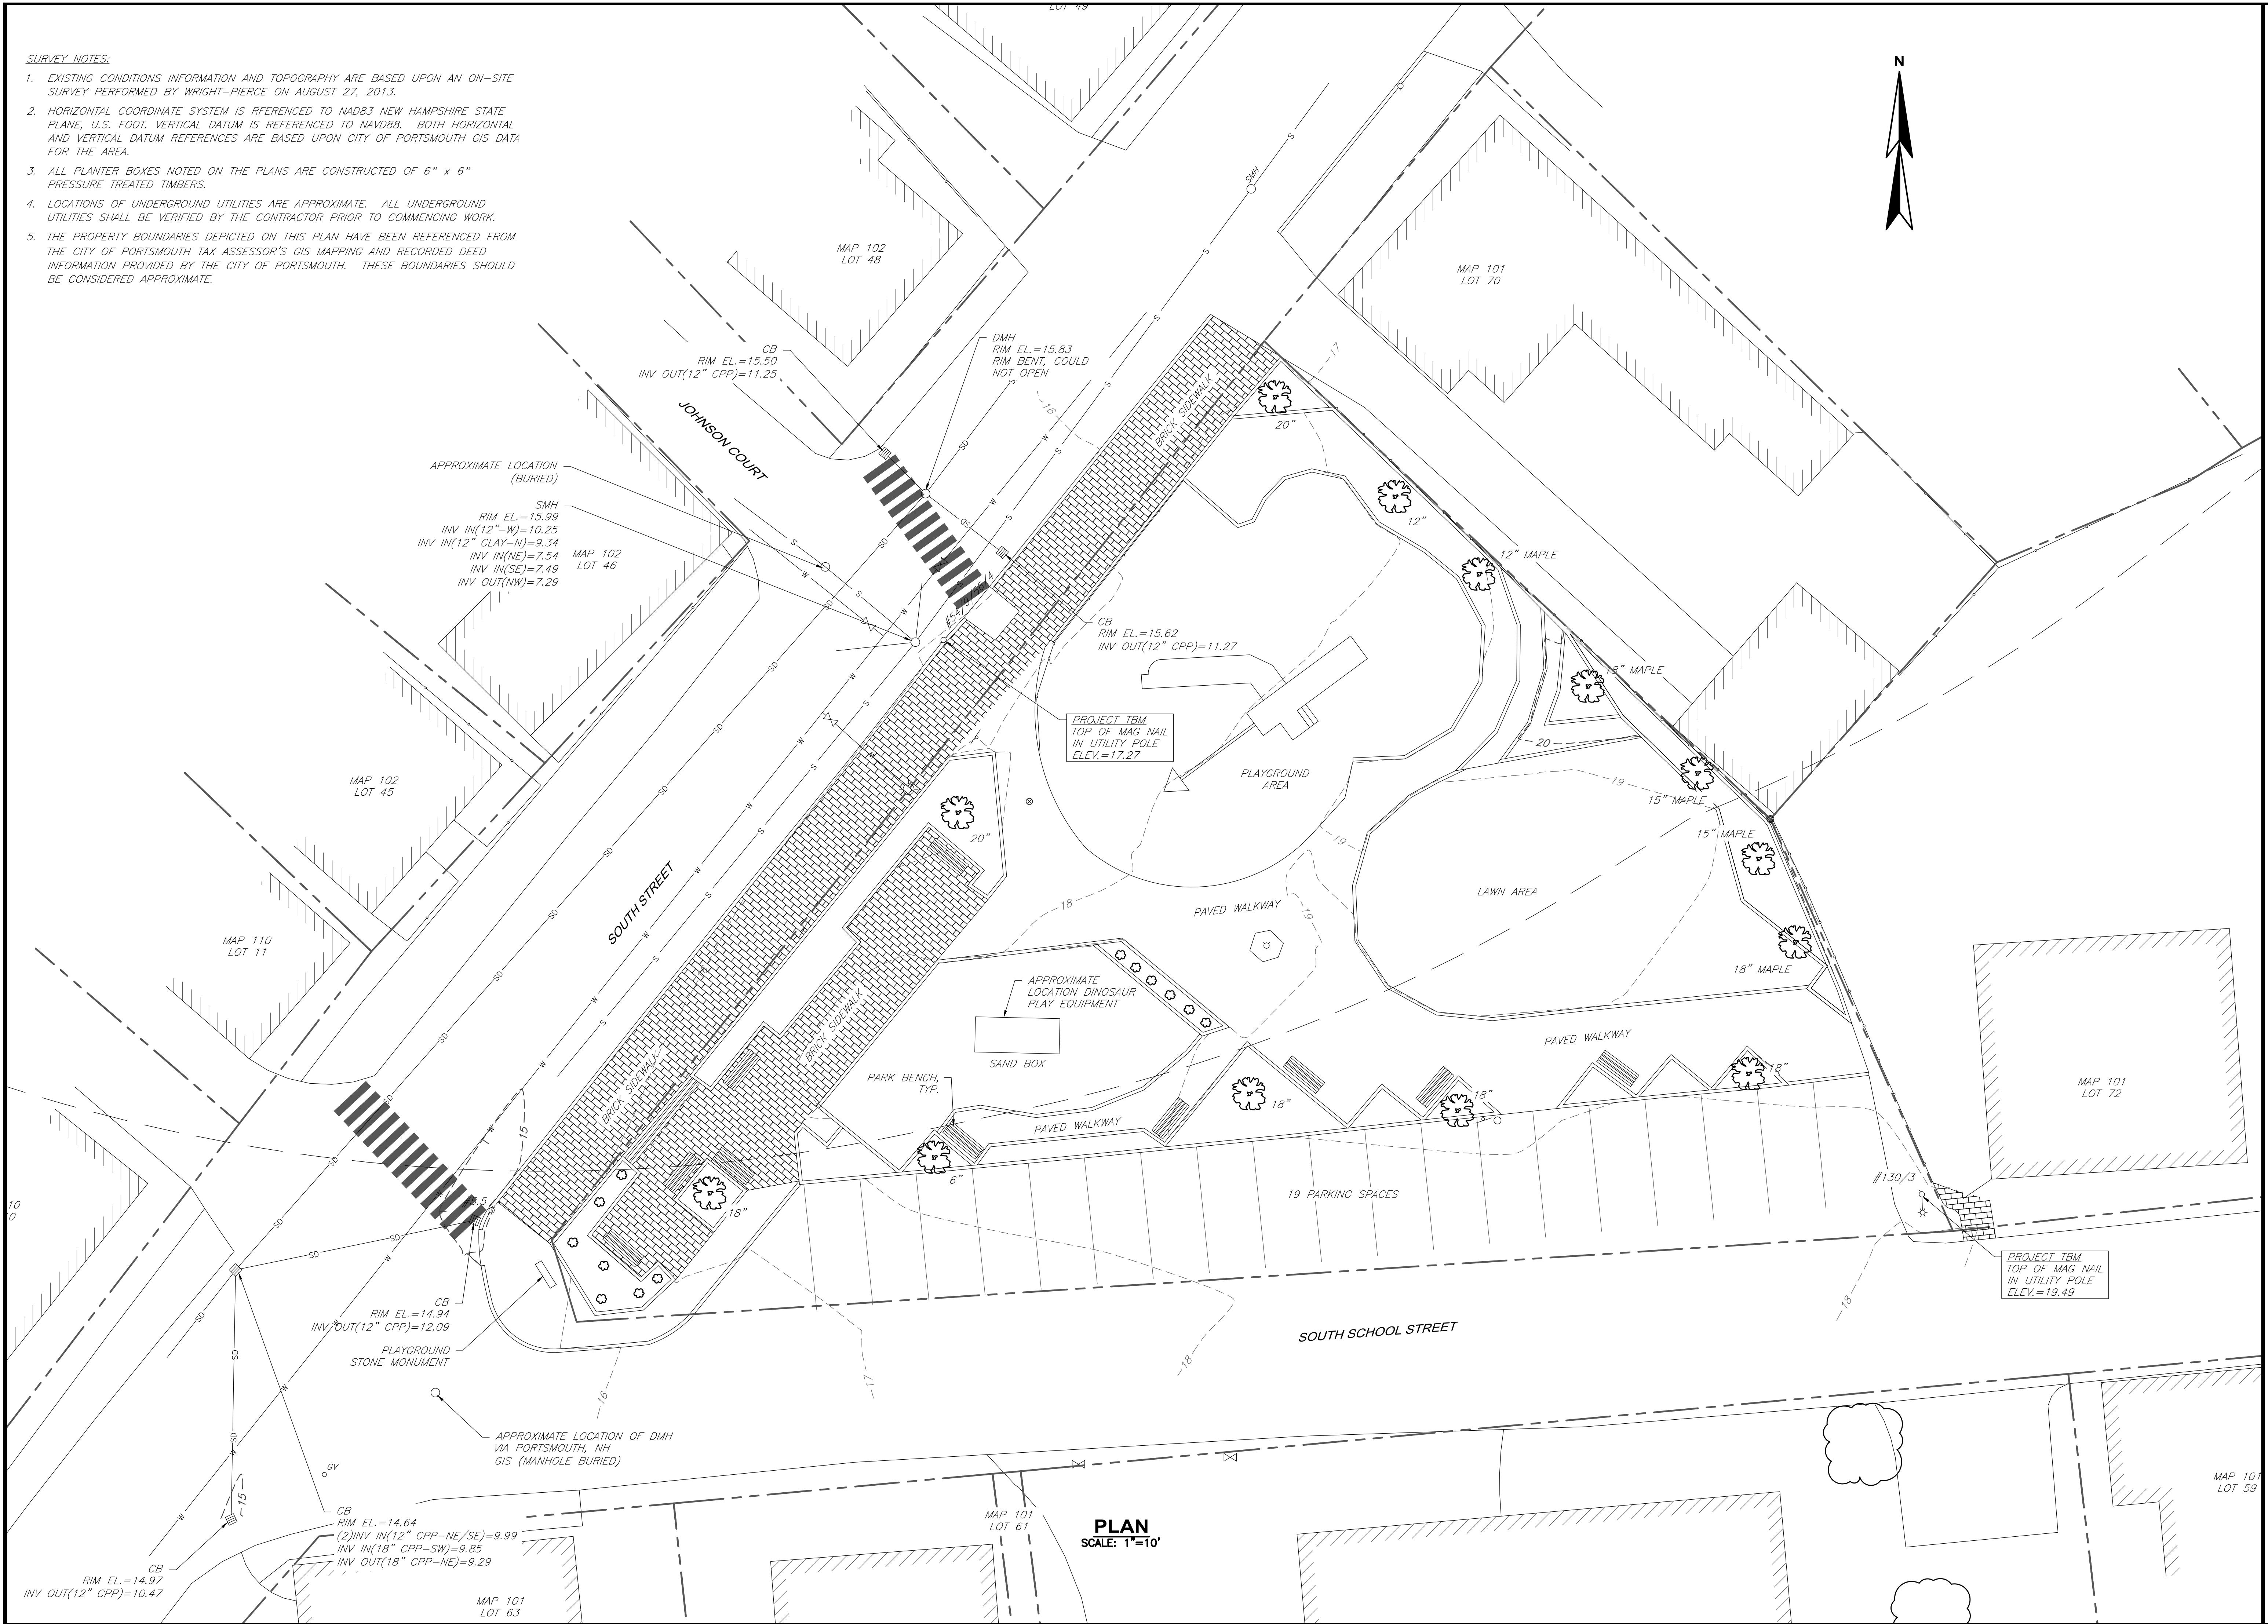 SURVEY NOTES:
1. EXISTING CONDITIONS INFORMATION AND TOPOGRAPHY ARE BASED UPON AN ON-SITE
SURVEY PERFORMED BY WRIGHT-PIERCE ON AUGUST 27, 2013.
2. HORIZONTAL COORDINATE SYSTEM IS RFERENCED TO NAD83 NEW HAMPSHIRE STATE
PLANE, U.S. FOOT. VERTICAL DATUM IS REFERENCED TO NAVD88. BOTH HORIZONTAL
AND VERTICAL DATUM REFERENCES ARE BASED UPON CITY OF PORTSMOUTH GIS DATA
FOR THE AREA.
3. ALL PLANTER BOXES NOTED ON THE PLANS ARE CONSTRUCTED OF 6" x 6"
PRESSURE TREATED TIMBERS.
4. LOCATIONS OF UNDERGROUND UTILITIES ARE APPROXIMATE. ALL UNDERGROUND
UTILITIES SHALL BE VERIFIED BY THE CONTRACTOR PRIOR TO COMMENCING WORK.
5. THE PROPERTY BOUNDARIES DEPICTED ON THIS PLAN HAVE BEEN REFERENCED FROM
THE CITY OF PORTSMOUTH TAX ASSESSOR'S GIS MAPPING AND RECORDED DEED
INFORMATION PROVIDED BY THE CITY OF PORTSMOUTH. THESE BOUNDARIES SHOULD
BE CONSIDERED APPROXIMATE.
LOT 49
N
SMH
MAP 102
LOT 48
MAP 101
LOT 70
CB
RIM EL.=15.50
INV OUT(12" CPP)=11.25
DMH
RIM EL.=15.83
RIM BENT, COULD
NOT OPEN
17
16
JOHNSON COURT
BRICK SIDEWALK
20"
APPROXIMATE LOCATION
(BURIED)
SMH
RIM EL.=15.99
INV IN(12"-W)=10.25
INV IN(12" CLAY-N)=9.34
INV IN(NE)=7.54
INV IN(SE)=7.49
INV OUT(NW)=7.29
MAP 102
LOT 46
12"
12" MAPLE
CB
RIM EL.=15.62
INV OUT(12" CPP)=11.27
18" MAPLE
PROJECT TBM
TOP OF MAG NAIL
IN UTILITY POLE
ELEV.=17.27
20
PLAYGROUND
AREA
19
15" MAPLE
MAP 102
LOT 45
20"
15" MAPLE
19
LAWN AREA
SOUTH STREET
18
PAVED WALKWAY
19
MAP 110
LOT 11
18" MAPLE
APPROXIMATE
LOCATION DINOSAUR
PLAY EQUIPMENT
BRICK SIDEWALK
SAND BOX
PAVED WALKWAY
BRICK SIDEWALK
PARK BENCH,
TYP.
18"
18"
18"
MAP 101
LOT 72
15
PAVED WALKWAY
6"
18"
19 PARKING SPACES
#130/3
PROJECT TBM
TOP OF MAG NAIL
IN UTILITY POLE
ELEV.=19.49
CB
RIM EL.=14.94
INV OUT(12" CPP)=12.09
18
SOUTH SCHOOL STREET
PLAYGROUND
STONE MONUMENT
18
17
16
APPROXIMATE LOCATION OF DMH
VIA PORTSMOUTH, NH
GIS (MANHOLE BURIED)
GV
15
MAP 101
LOT 59
CB
RIM EL.=14.64
(2)INV IN(12" CPP-NE/SE)=9.99
INV IN(18" CPP-SW)=9.85
INV OUT(18" CPP-NE)=9.29
MAP 101
LOT 61
PLAN
SCALE: 1"=10'
CB
RIM EL.=14.97
INV OUT(12" CPP)=10.47
MAP 101
LOT 63